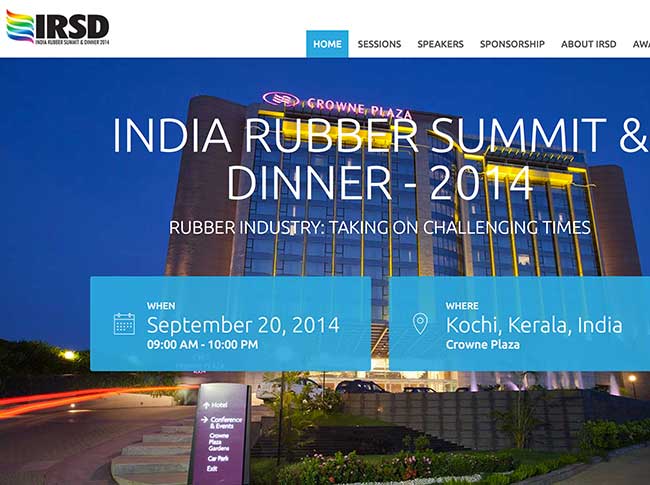 IRSD
INDIA RUBBER SUMMIT & DINNER 2014
HOME SESSIONS SPEAKERS SPONSORSHIP ABOUT IRSD AWA
CROWNE PLAZA
INDIA RUBBER SUMMIT &
DINNER - 2014
RUBBER INDUSTRY: TAKING ON CHALLENGING TIMES
WHEN
September 20, 2014
09:00 AM - 10:00 PM
WHERE
Kochi, Kerala, India
Crowne Plaza
Hotel
Conference
& Events
Crowne
Plaza
Gardens
Car Park
Exit